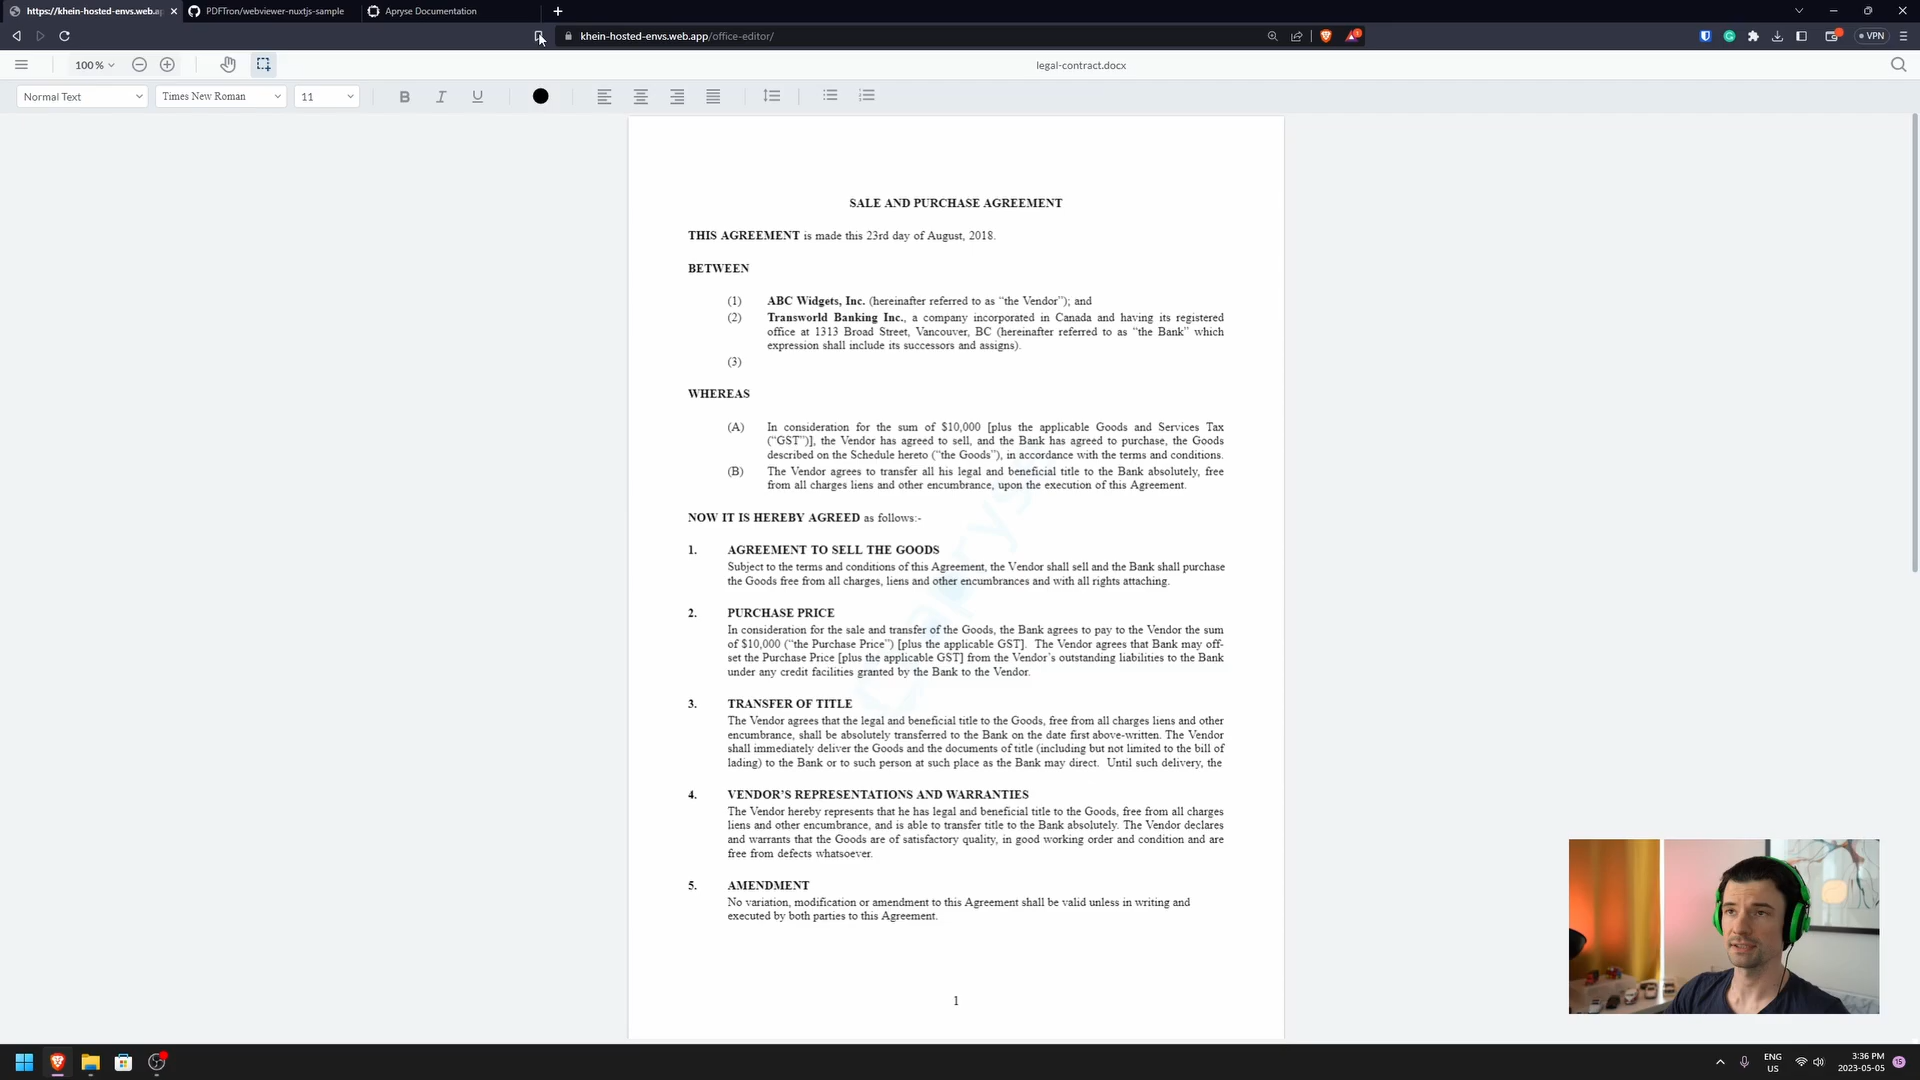 https://khein-hosted-envs.web.ap
PDFTron/webviewer-nuxtjs-sample
Apryse Documentation
khein-hosted-envs.web.app/office-editor/
VPN
100 %
legal-contract.docx
Normal Text
Times New Roman
11
B
I
U
SALE AND PURCHASE AGREEMENT
THIS AGREEMENT is made this 23rd day of August, 2018.
BETWEEN
(1) ABC Widgets, Inc. (hereinafter referred to as “the Vendor”); and
(2) Transworld Banking Inc., a company incorporated in Canada and having its registered
office at 1313 Broad Street, Vancouver, BC (hereinafter referred to as “the Bank” which
expression shall include its successors and assigns).
(3)
WHEREAS
(A) In consideration for the sum of $10,000 [plus the applicable Goods and Services Tax
(“GST”)], the Vendor has agreed to sell, and the Bank has agreed to purchase, the Goods
described on the Schedule hereto (“the Goods”), in accordance with the terms and conditions.
(B) The Vendor agrees to transfer all his legal and beneficial title to the Bank absolutely, free
from all charges liens and other encumbrance, upon the execution of this Agreement.
NOW IT IS HEREBY AGREED as follows:-
1. AGREEMENT TO SELL THE GOODS
Subject to the terms and conditions of this Agreement, the Vendor shall sell and the Bank shall purchase
the Goods free from all charges, liens and other encumbrances and with all rights attaching.
2. PURCHASE PRICE
In consideration for the sale and transfer of the Goods, the Bank agrees to pay to the Vendor the sum
of $10,000 (“the Purchase Price”) [plus the applicable GST]. The Vendor agrees that Bank may off-
set the Purchase Price [plus the applicable GST] from the Vendor’s outstanding liabilities to the Bank
under any credit facilities granted by the Bank to the Vendor.
3. TRANSFER OF TITLE
The Vendor agrees that the legal and beneficial title to the Goods, free from all charges liens and other
encumbrance, shall be absolutely transferred to the Bank on the date first above-written. The Vendor
shall immediately deliver the Goods and the documents of title (including but not limited to the bill of
lading) to the Bank or to such person at such place as the Bank may direct. Until such delivery, the
4. VENDOR’S REPRESENTATIONS AND WARRANTIES
The Vendor hereby represents that he has legal and beneficial title to the Goods, free from all charges
liens and other encumbrance, and is able to transfer title to the Bank absolutely. The Vendor declares
and warrants that the Goods are of satisfactory quality, in good working order and condition and are
free from defects whatsoever.
5. AMENDMENT
No variation, modification or amendment to this Agreement shall be valid unless in writing and
executed by both parties to this Agreement.
1
ENG
US
3:36 PM
2023-05-05
15